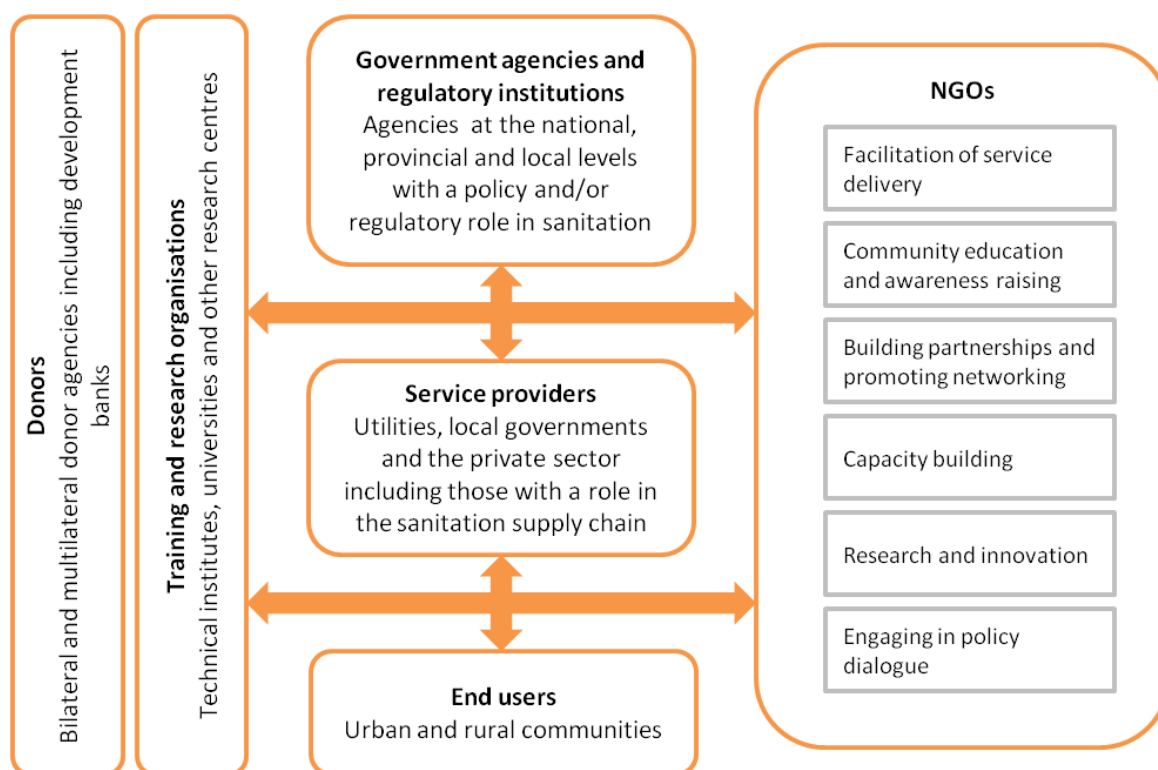 Donors
Bilateral and multilateral donor agencies including development
banks
Training and research organisations
Technical institutes, universities and other research centres
Government agencies and
regulatory institutions
Agencies at the national,
provincial and local levels
with a policy and/or
regulatory role in sanitation
Service providers
Utilities, local governments
and the private sector
including those with a role in
the sanitation supply chain
End users
Urban and rural communities
NGOs
Facilitation of service
delivery
Community education
and awareness raising
Building partnerships and
promoting networking
Capacity building
Research and innovation
Engaging in policy
dialogue